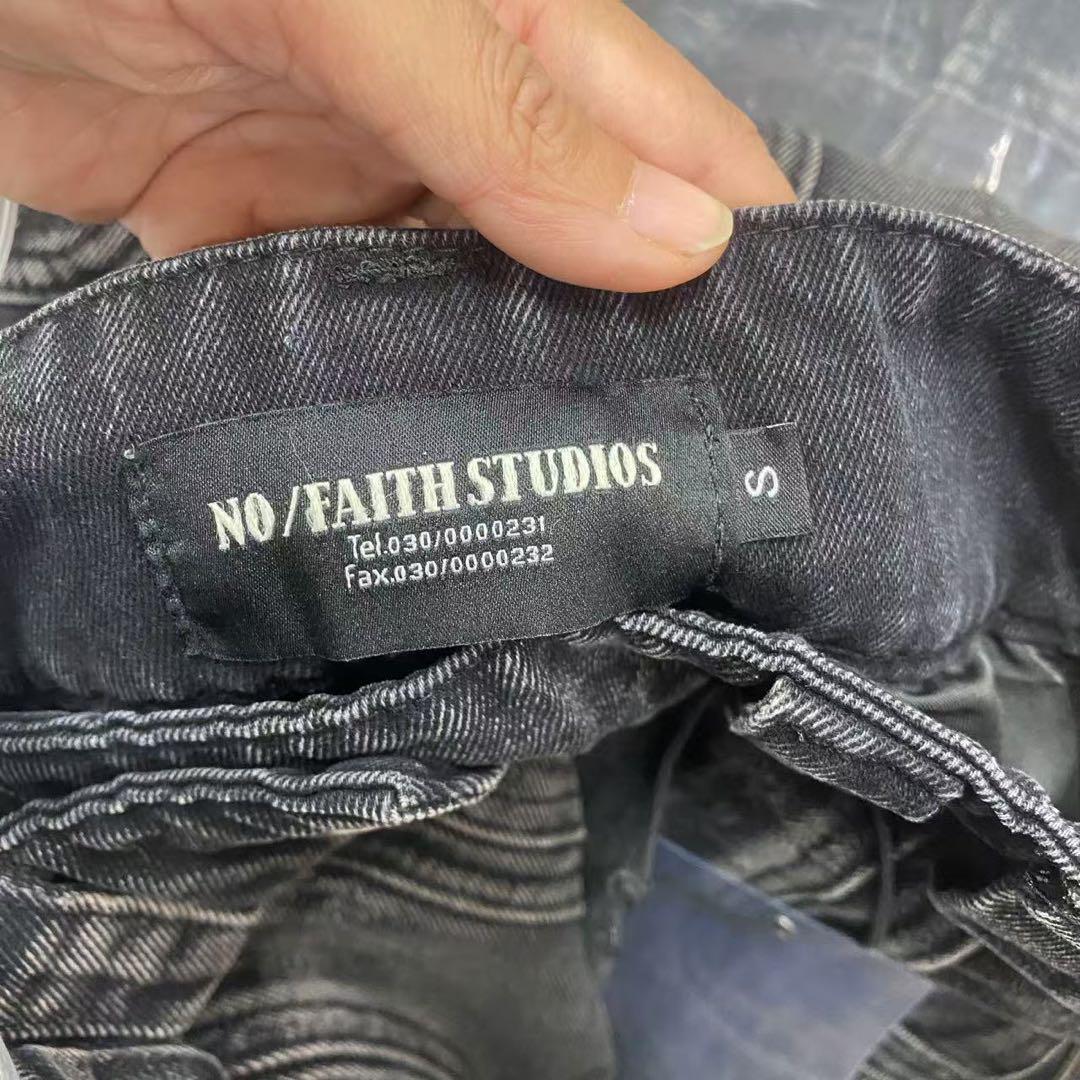 NO/FAITH STUDIOS
Tel.030/0000231
Fax.030/0000232
S